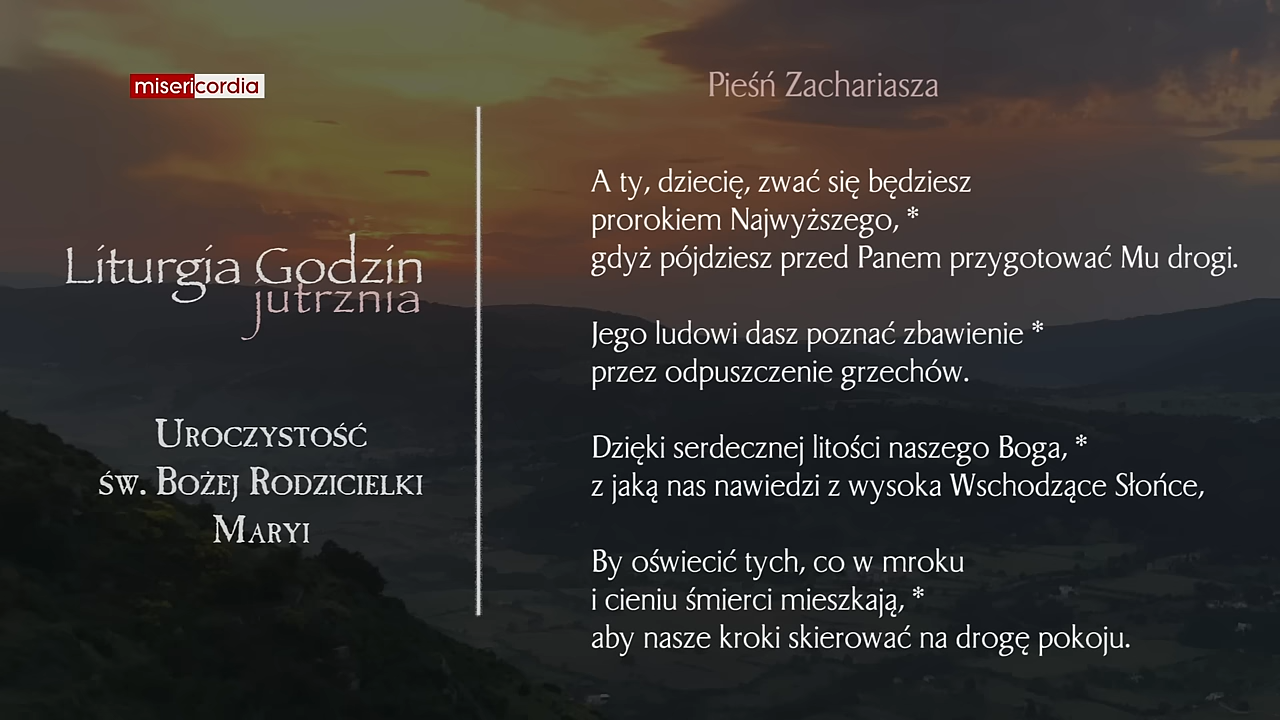 misericordia
Liturgia Godzin
jutrznia
Uroczystość
św. Bożej Rodzicielki
Maryi
Pieśń Zachariasza
A ty, dziecię, zwać się będziesz
prorokiem Najwyższego, *
gdyż pójdziesz przed Panem przygotować Mu drogi.
Jego ludowi dasz poznać zbawienie *
przez odpuszczenie grzechów.
Dzięki serdecznej litości naszego Boga, *
z jaką nas nawiedzi z wysoka Wschodzące Słońce,
By oświecić tych, co w mroku
i cieniu śmierci mieszkają, *
aby nasze kroki skierować na drogę pokoju.